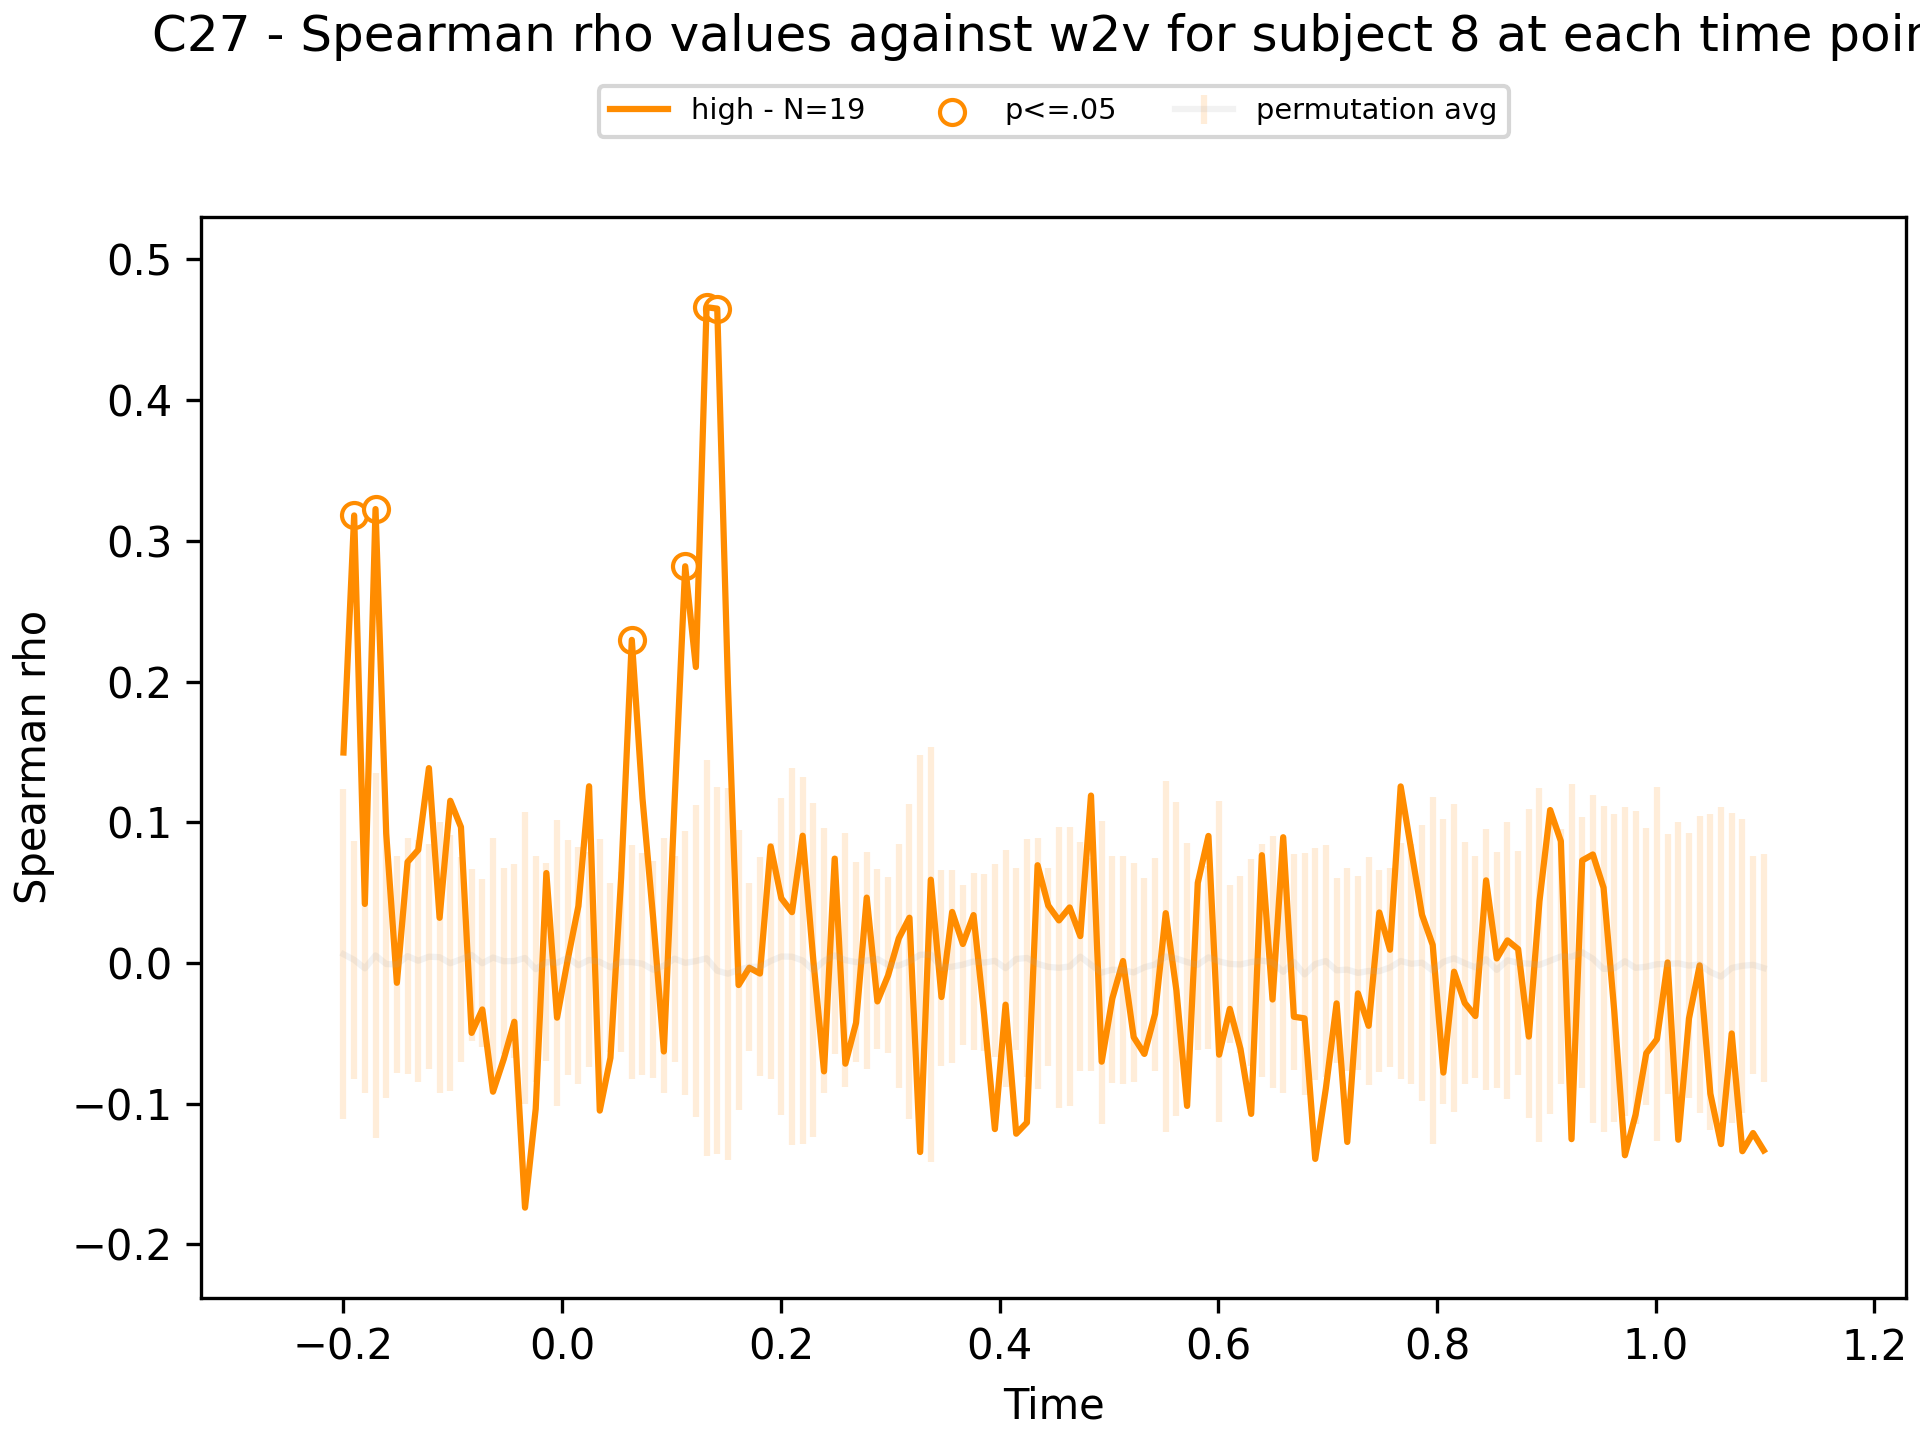 C27 - Spearman rho values against w2v for subject 8 at each time poin
high - N=19
p<=.05
permutation avg
0.5
0.4
0.3
0.2
0.1
0.0
−0.1
−0.2
Spearman rho
−0.2 0.0 0.2 0.4 0.6 0.8 1.0 1.2
Time